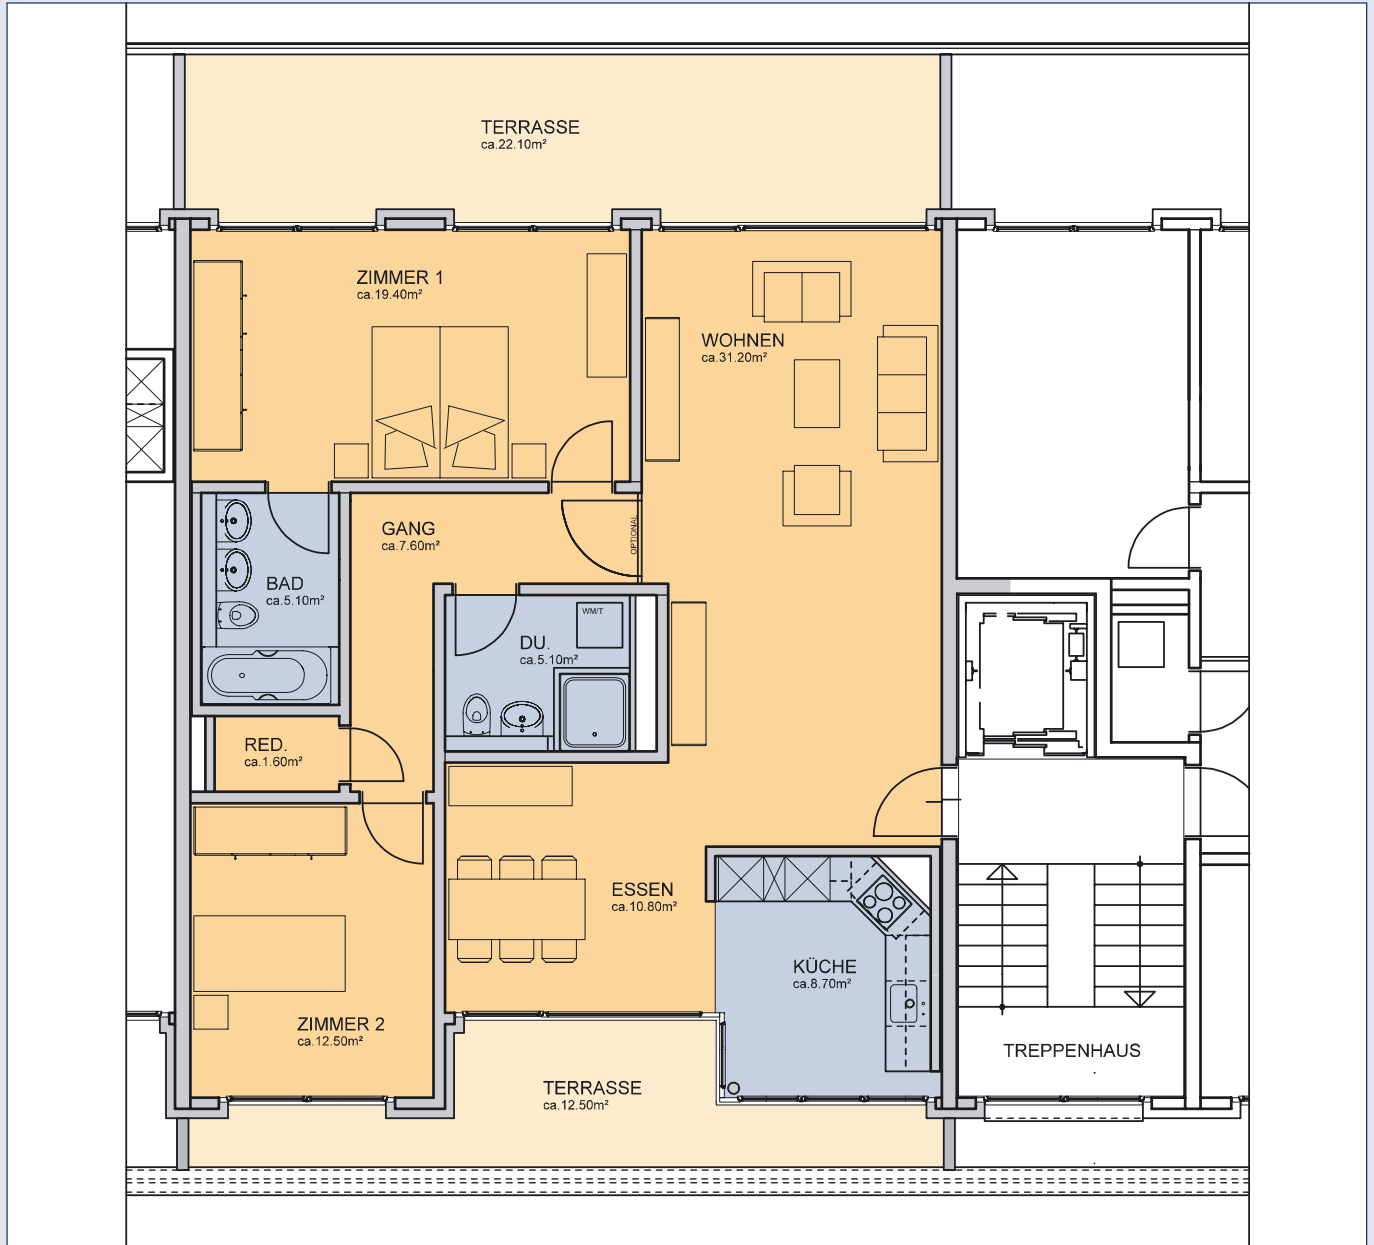 TERRASSE
ca.22.10m²
ZIMMER 1
ca.19.40m²
WOHNEN
ca.31.20m²
GANG
ca.7.60m²
OPTIONAL
BAD
ca.5.10m²
WM/T
DU.
ca.5.10m²
RED.
ca.1.60m²
ESSEN
ca.10.80m²
KÜCHE
ca.8.70m²
ZIMMER 2
ca.12.50m²
TREPPENHAUS
TERRASSE
ca.12.50m²